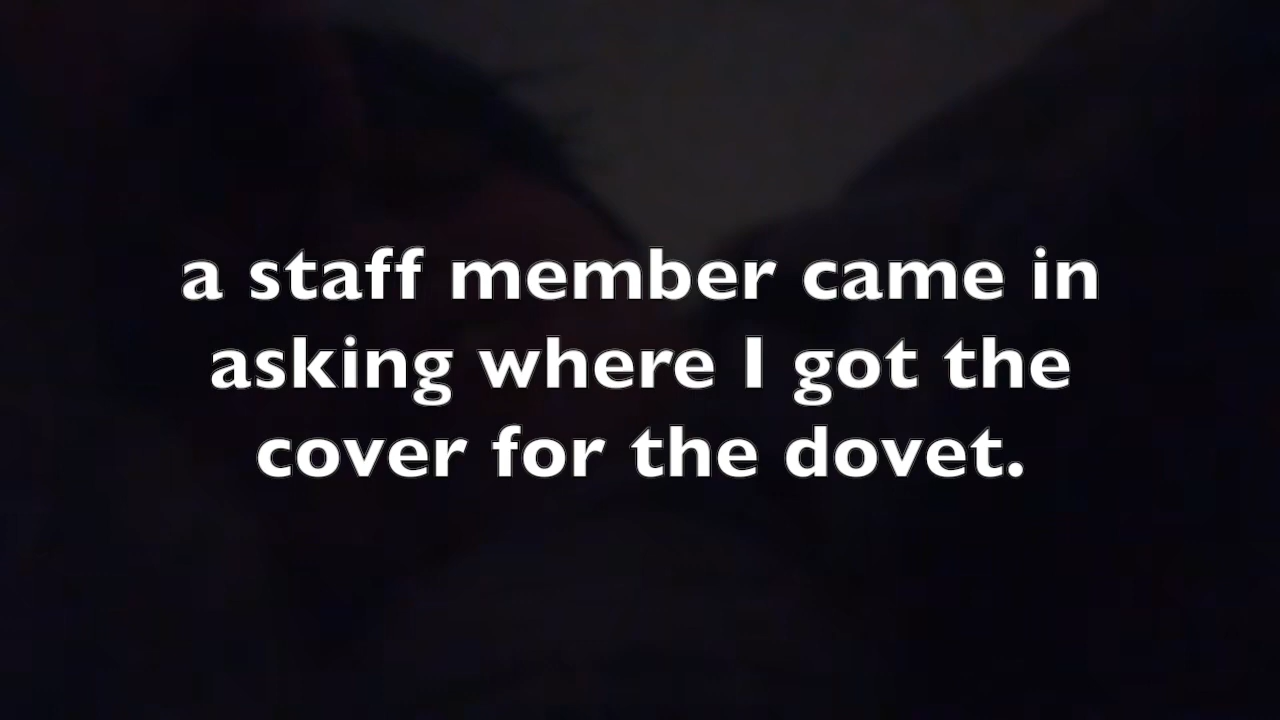 a staff member came in
asking where I got the
cover for the dovet.